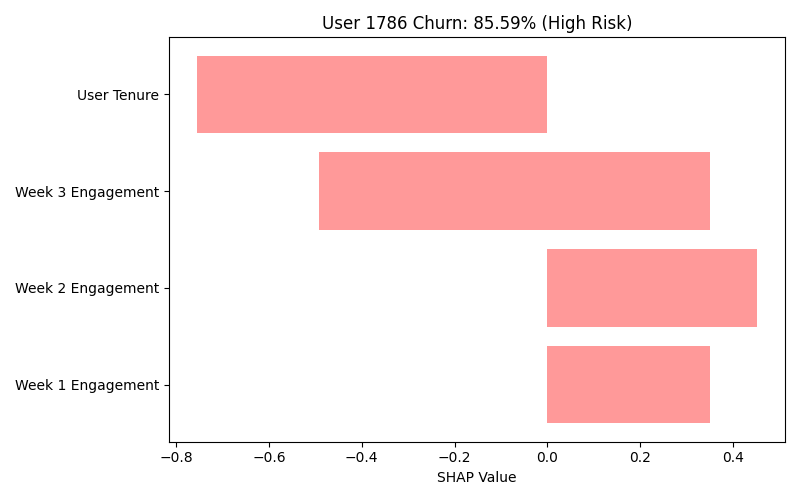 User 1786 Churn: 85.59% (High Risk)
User Tenure
Week 3 Engagement
Week 2 Engagement
Week 1 Engagement
−0.8 −0.6 −0.4 −0.2 0.0 0.2 0.4
SHAP Value